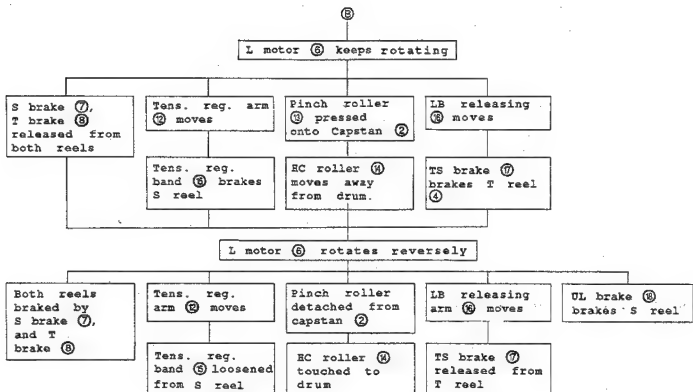 Ⓑ
L motor ⑥ keeps rotating
S brake ⑦,
T brake ⑧
released from
both reels
Tens. reg. arm
⑫ moves
Pinch roller
⑬ pressed
onto Capstan ②
LB releasing
⑯ moves
Tens. reg.
band ⑮ brakes
S reel
HC roller ⑭
moves away
from drum.
TS brake ⑰
brakes T reel
④
L motor ⑥ rotates reversely
Both reels
braked by
S brake ⑦,
and T
brake ⑧
Tens. reg.
arm ⑫ moves
Pinch roller
detached from
capstan ②
LB releasing
arm ⑯ moves
UL brake ⑱
brakes S reel
Tens. reg.
band ⑮ loosened
from S reel
HC roller ⑭
touched to
drum
TS brake ⑰
released from
T reel